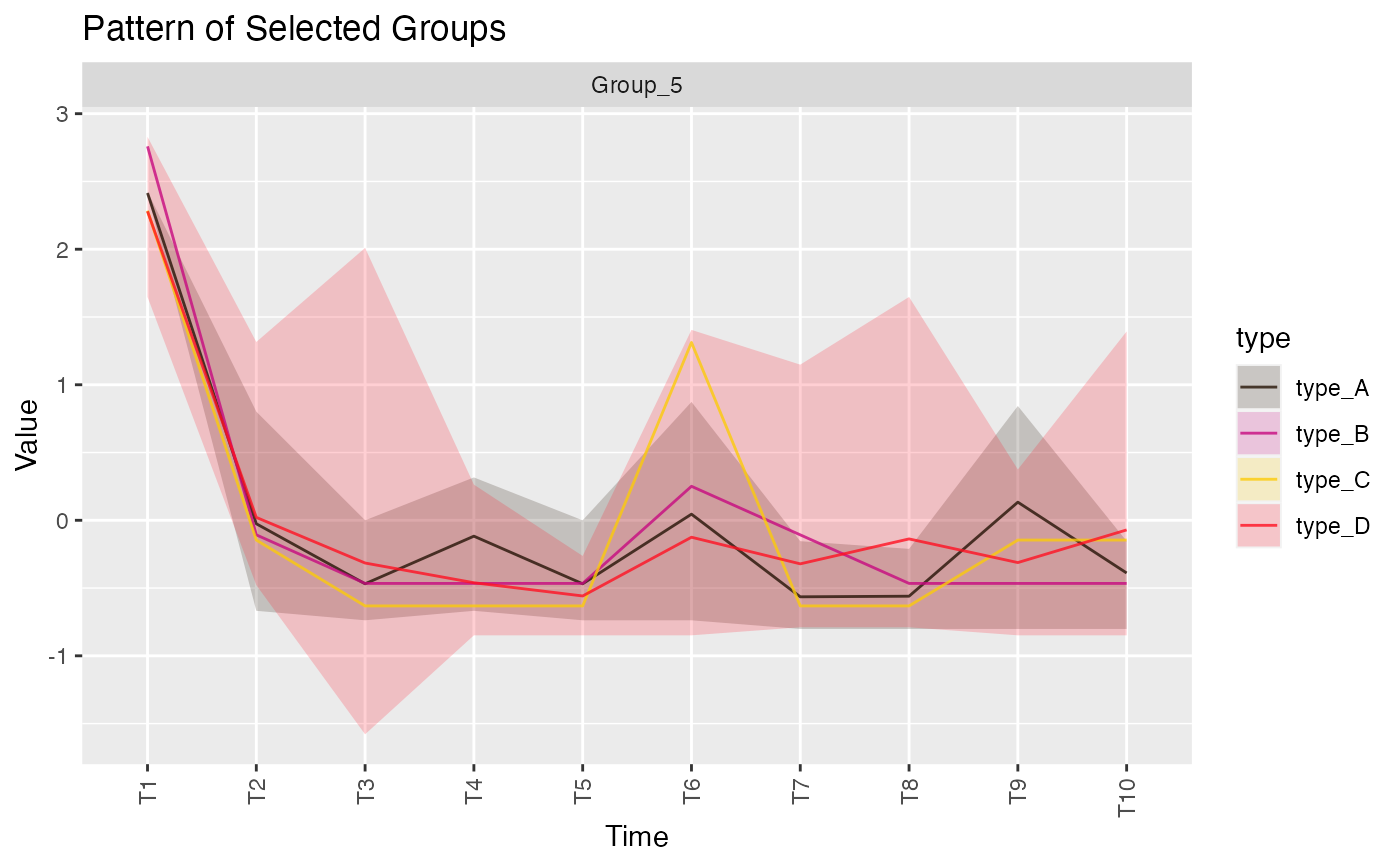 Pattern of Selected Groups
Group_5
3
2
1
0
-1
Value
T1
T2
T3
T4
T5
T6
T7
T8
T9
T10
Time
type
type_A
type_B
type_C
type_D